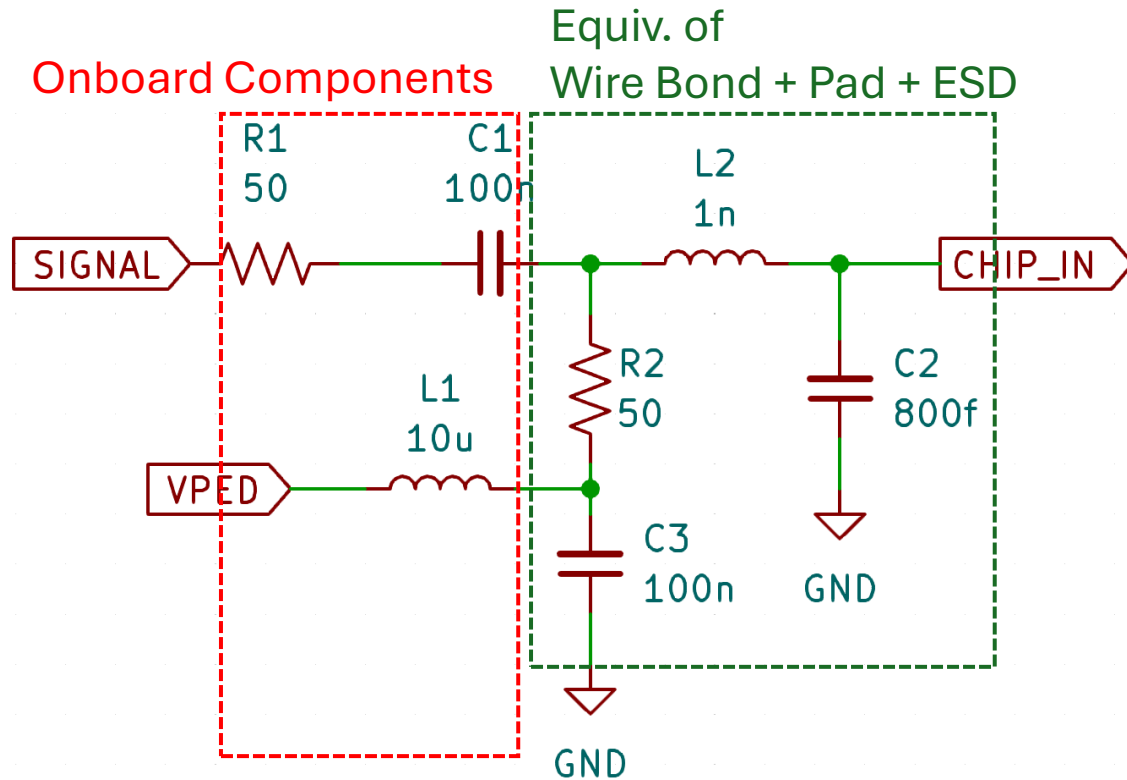 Equiv. of
Onboard Components
Wire Bond + Pad + ESD
R1
50
C1
100n
L2
1n
SIGNAL
CHIP_IN
R2
50
C2
800f
L1
10u
VPED
C3
100n
GND
GND